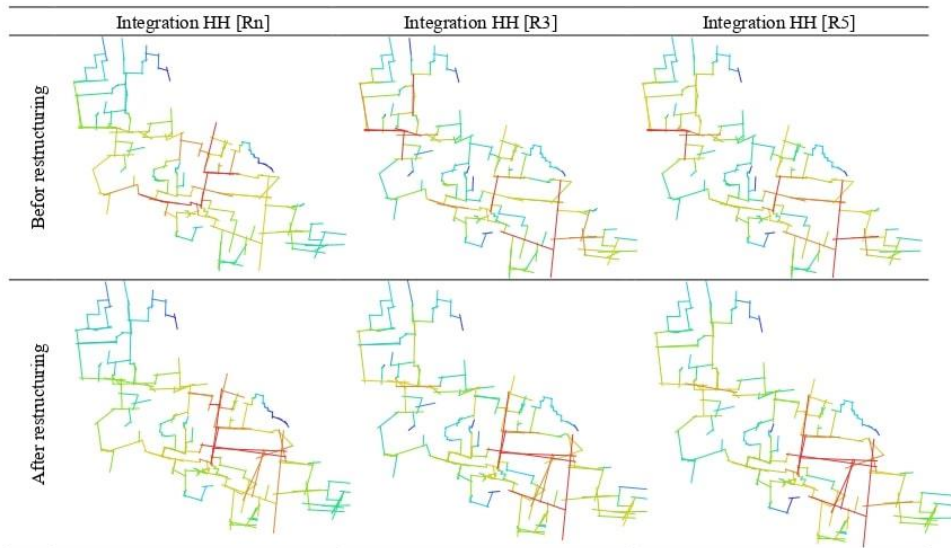 Integration HH [Rn] Integration HH [R3] Integration HH [R5]
Befor restructuring
After restructuring